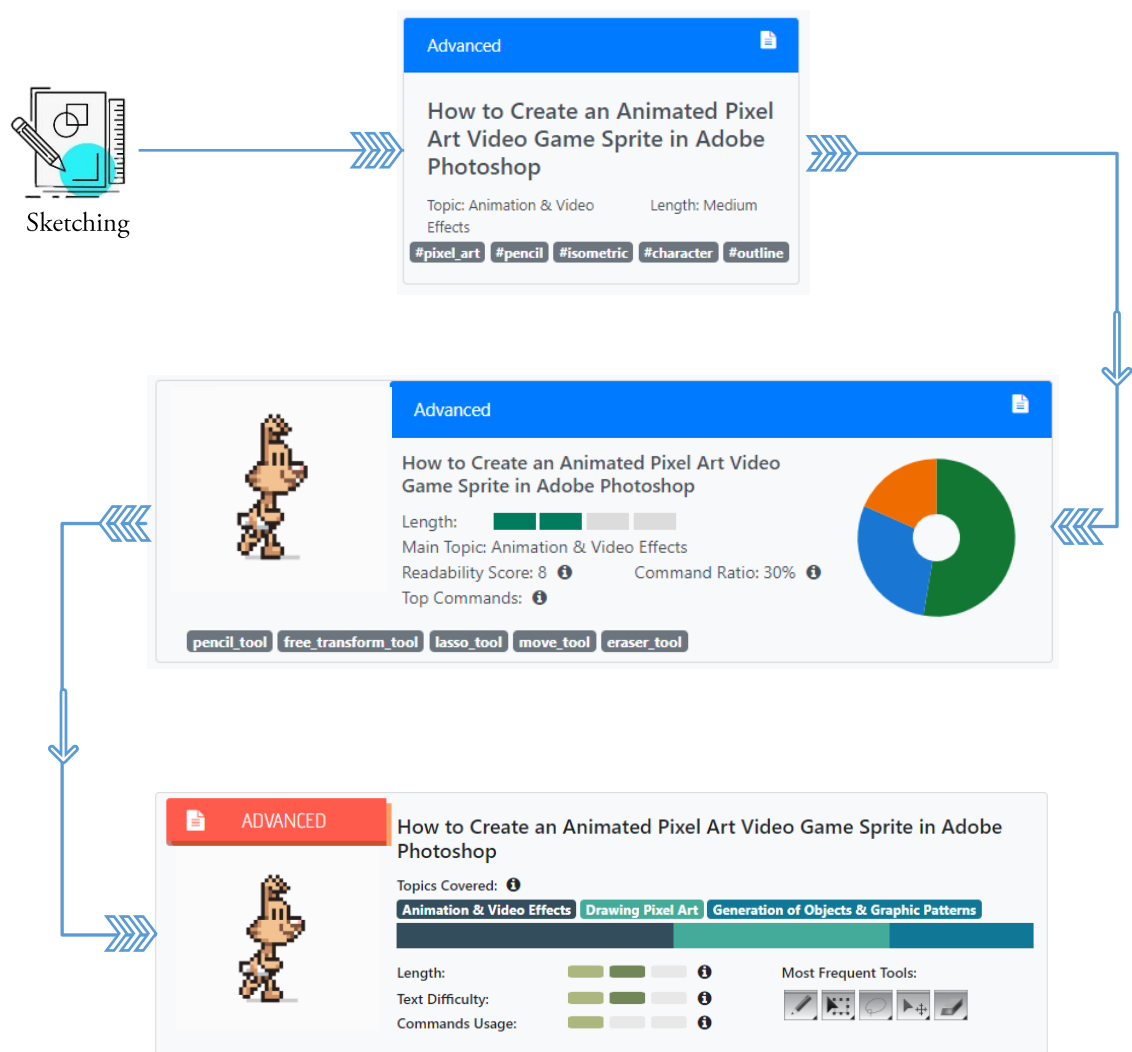 Sketching
Advanced
How to Create an Animated Pixel
Art Video Game Sprite in Adobe
Photoshop
Topic: Animation & Video
Effects
Length: Medium
#pixel_art #pencil #isometric #character #outline
Advanced
How to Create an Animated Pixel Art Video
Game Sprite in Adobe Photoshop
Length:
Main Topic: Animation & Video Effects
Readability Score: 8 Command Ratio: 30%
Top Commands:
pencil_tool free_transform_tool lasso_tool move_tool eraser_tool
ADVANCED
How to Create an Animated Pixel Art Video Game Sprite in Adobe
Photoshop
Topics Covered:
Animation & Video Effects Drawing Pixel Art Generation of Objects & Graphic Patterns
Length:
Text Difficulty:
Commands Usage:
Most Frequent Tools: